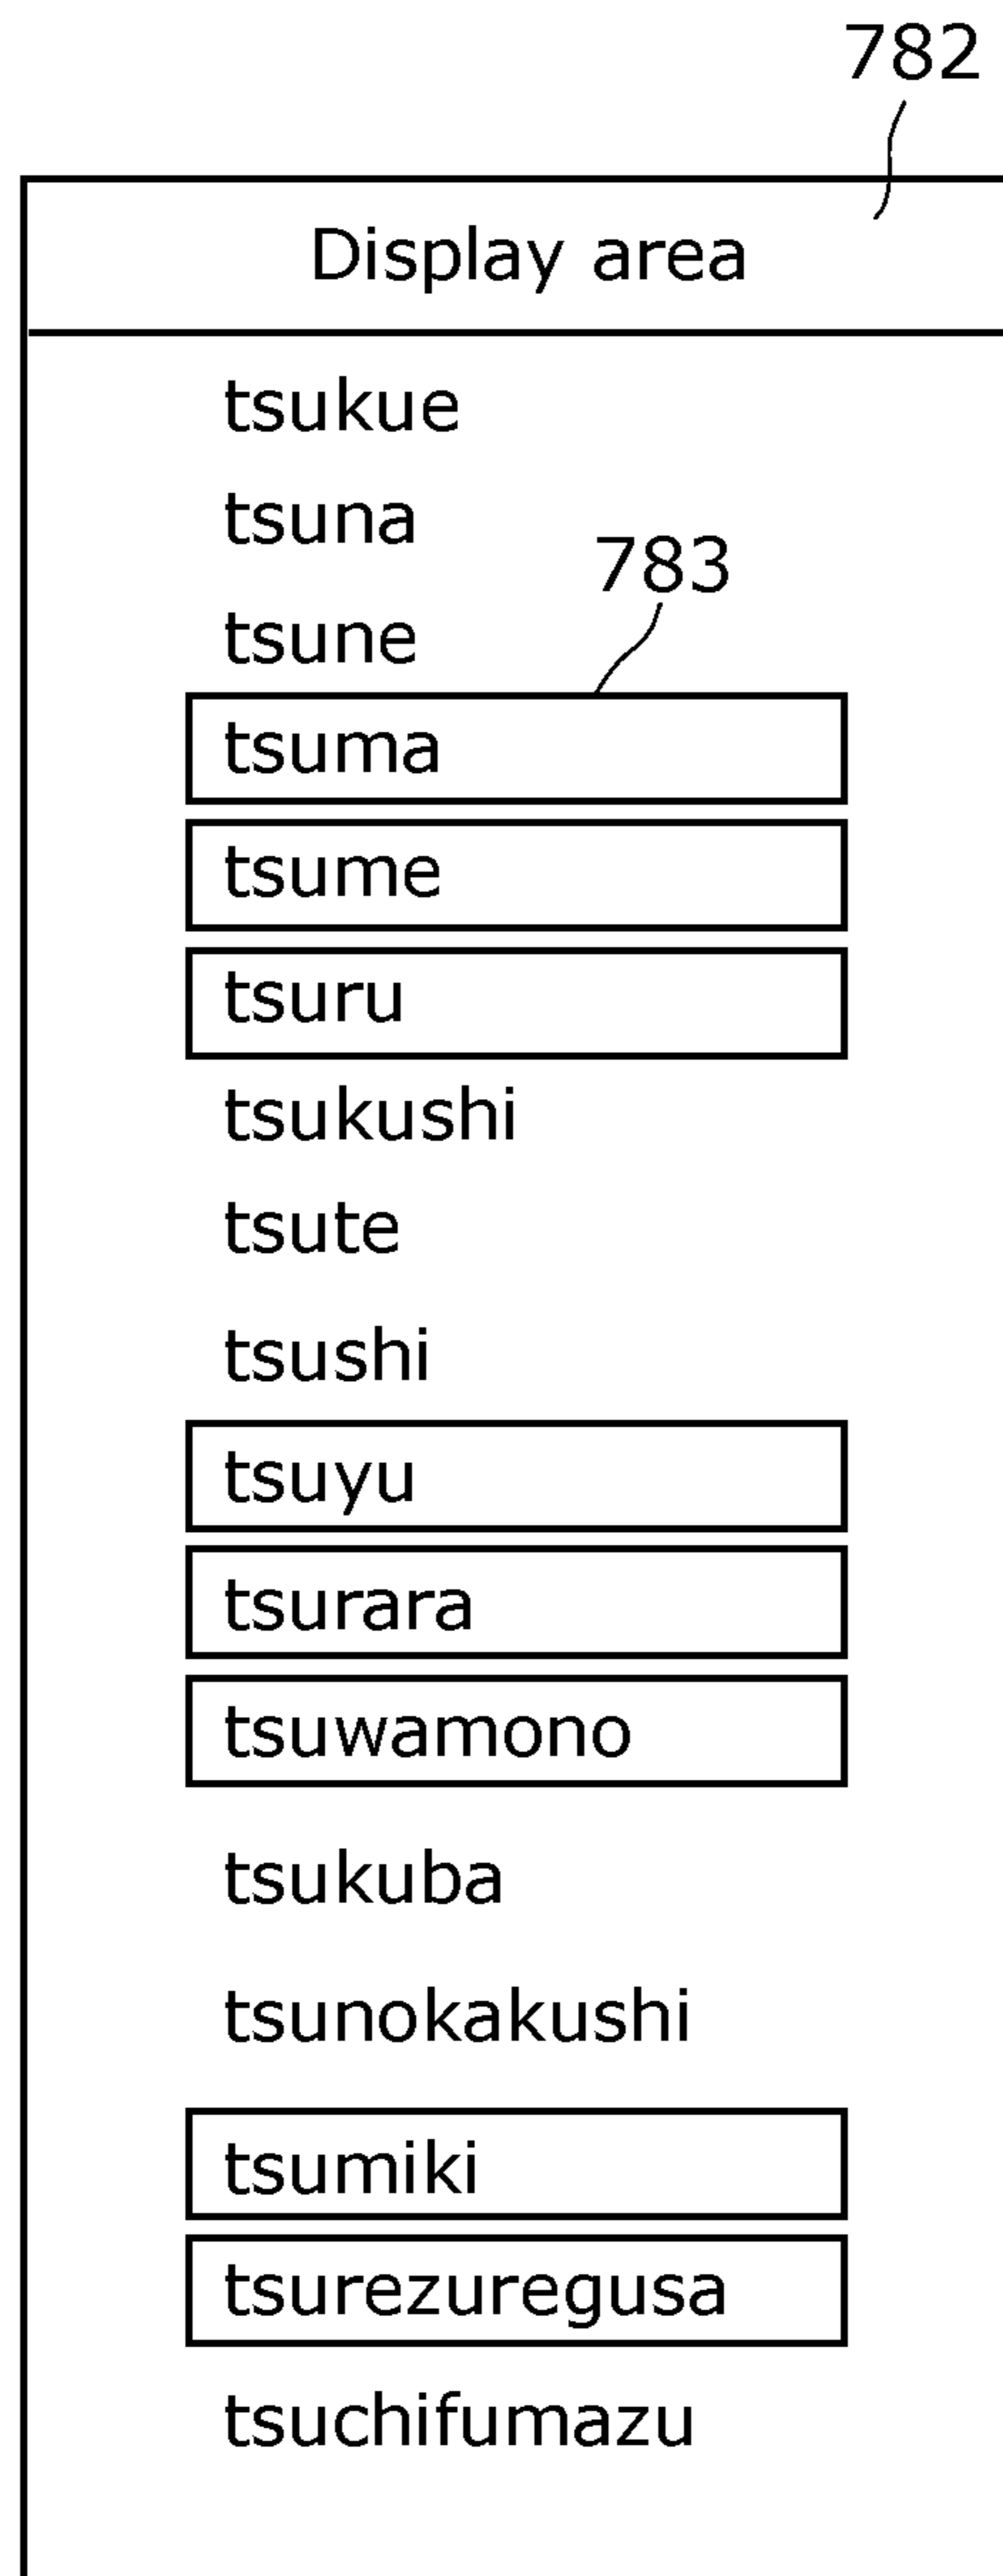 782
Display area
tsukue
tsuna
783
tsune
tsuma
tsume
tsuru
tsukushi
tsute
tsushi
tsuyu
tsurara
tsuwamono
tsukuba
tsunokakushi
tsumiki
tsurezuregusa
tsuchifumazu